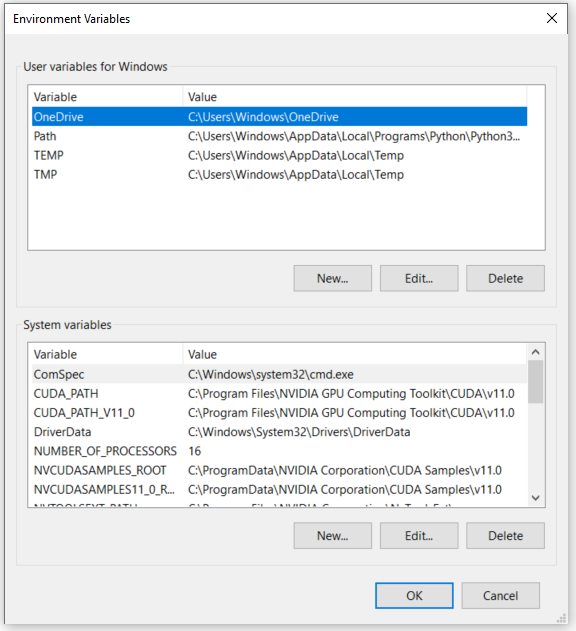 Environment Variables
User variables for Windows
Variable Value
OneDrive C:\Users\Windows\OneDrive
Path C:\Users\Windows\AppData\Local\Programs\Python\Python3...
TEMP C:\Users\Windows\AppData\Local\Temp
TMP C:\Users\Windows\AppData\Local\Temp
New... Edit... Delete
System variables
Variable Value
ComSpec C:\Windows\system32\cmd.exe
CUDA_PATH C:\Program Files\NVIDIA GPU Computing Toolkit\CUDA\v11.0
CUDA_PATH_V11_0 C:\Program Files\NVIDIA GPU Computing Toolkit\CUDA\v11.0
DriverData C:\Windows\System32\Drivers\DriverData
NUMBER_OF_PROCESSORS 16
NVCUDASAMPLES_ROOT C:\ProgramData\NVIDIA Corporation\CUDA Samples\v11.0
NVCUDASAMPLES11_0_R... C:\ProgramData\NVIDIA Corporation\CUDA Samples\v11.0
New... Edit... Delete
OK Cancel